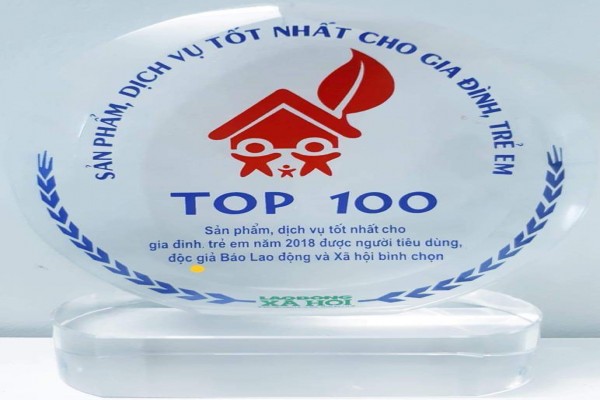 SẢN PHẨM, DỊCH VỤ TỐT NHẤT CHO GIA ĐÌNH, TRẺ EM
TOP 100
Sản phẩm, dịch vụ tốt nhất cho
gia đình, trẻ em năm 2018 được người tiêu dùng,
độc giả Báo Lao động và Xã hội bình chọn
LAO ĐỘNG
XÃ HỘI